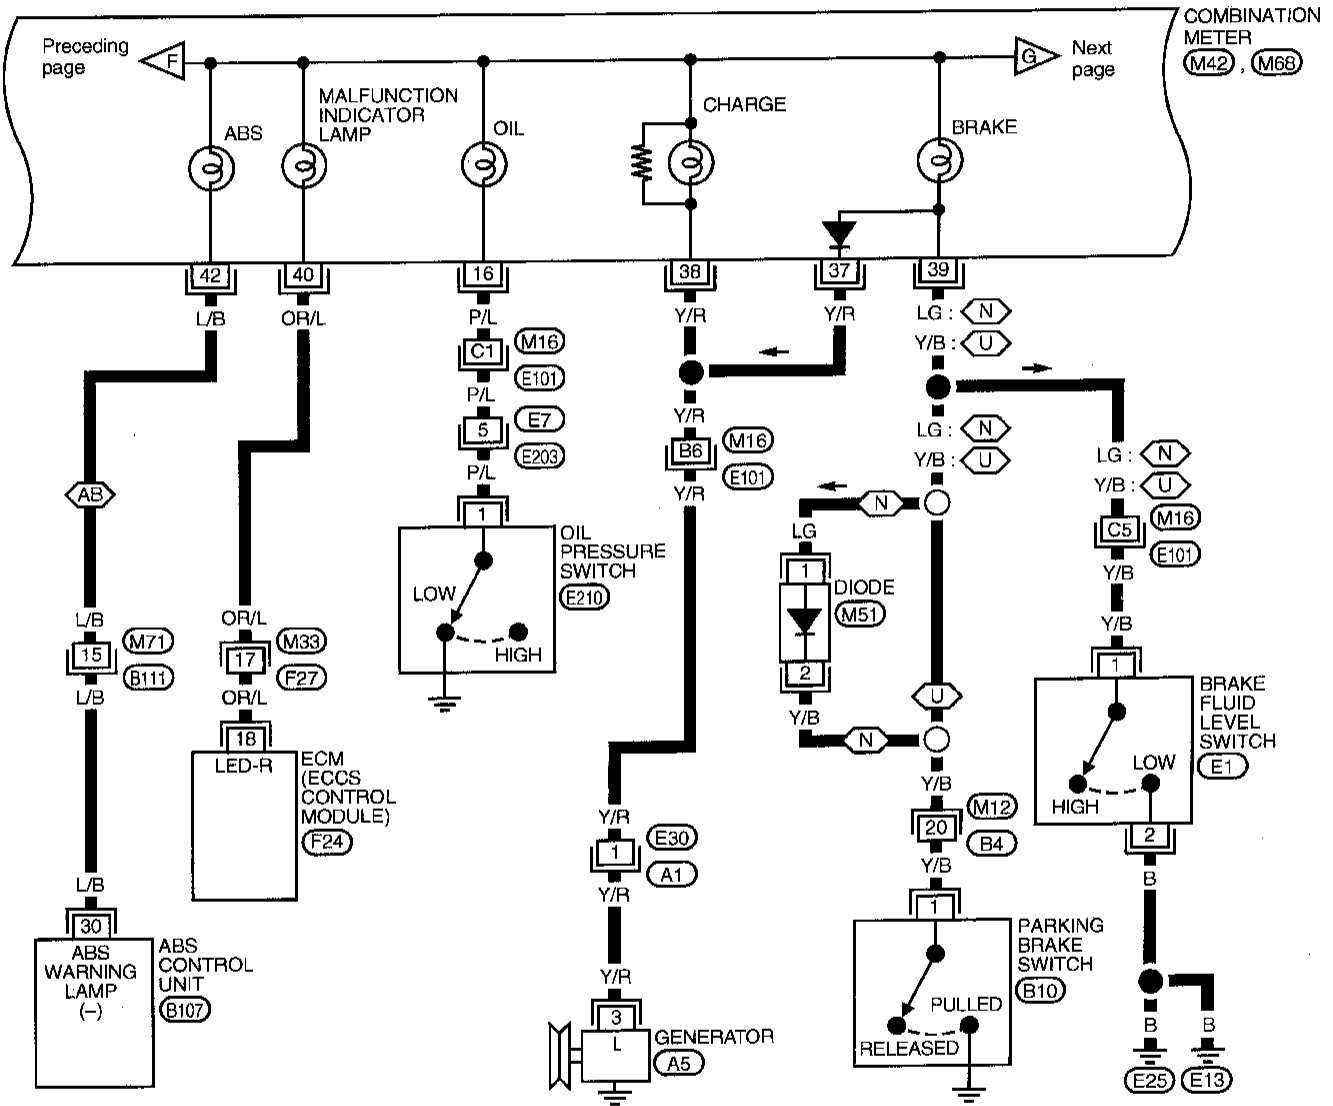 COMBINATION
METER
M42 , M68
Preceding
page
F
G
Next
page
ABS
MALFUNCTION
INDICATOR
LAMP
OIL
CHARGE
BRAKE
42
40
16
38
37
39
L/B
OR/L
P/L
Y/R
Y/R
LG : N
Y/B : U
C1
M16
E101
P/L
5
E7
E203
P/L
1
OIL
PRESSURE
SWITCH
E210
LOW
HIGH
Y/R
B6
M16
E101
Y/R
LG : N
Y/B : U
LG : N
Y/B : U
C5
M16
E101
Y/B
Y/B
1
BRAKE
FLUID
LEVEL
SWITCH
E1
LOW
HIGH
2
B
B
B
E25
E13
N
LG
1
DIODE
M51
2
Y/B
N
U
Y/B
20
M12
B4
Y/B
1
PARKING
BRAKE
SWITCH
B10
PULLED
RELEASED
AB
L/B
15
M71
B111
L/B
L/B
30
ABS
WARNING
LAMP
(–)
ABS
CONTROL
UNIT
B107
OR/L
17
M33
F27
OR/L
18
LED-R
ECM
(ECCS
CONTROL
MODULE)
F24
Y/R
1
E30
A1
Y/R
Y/R
3
L
GENERATOR
A5